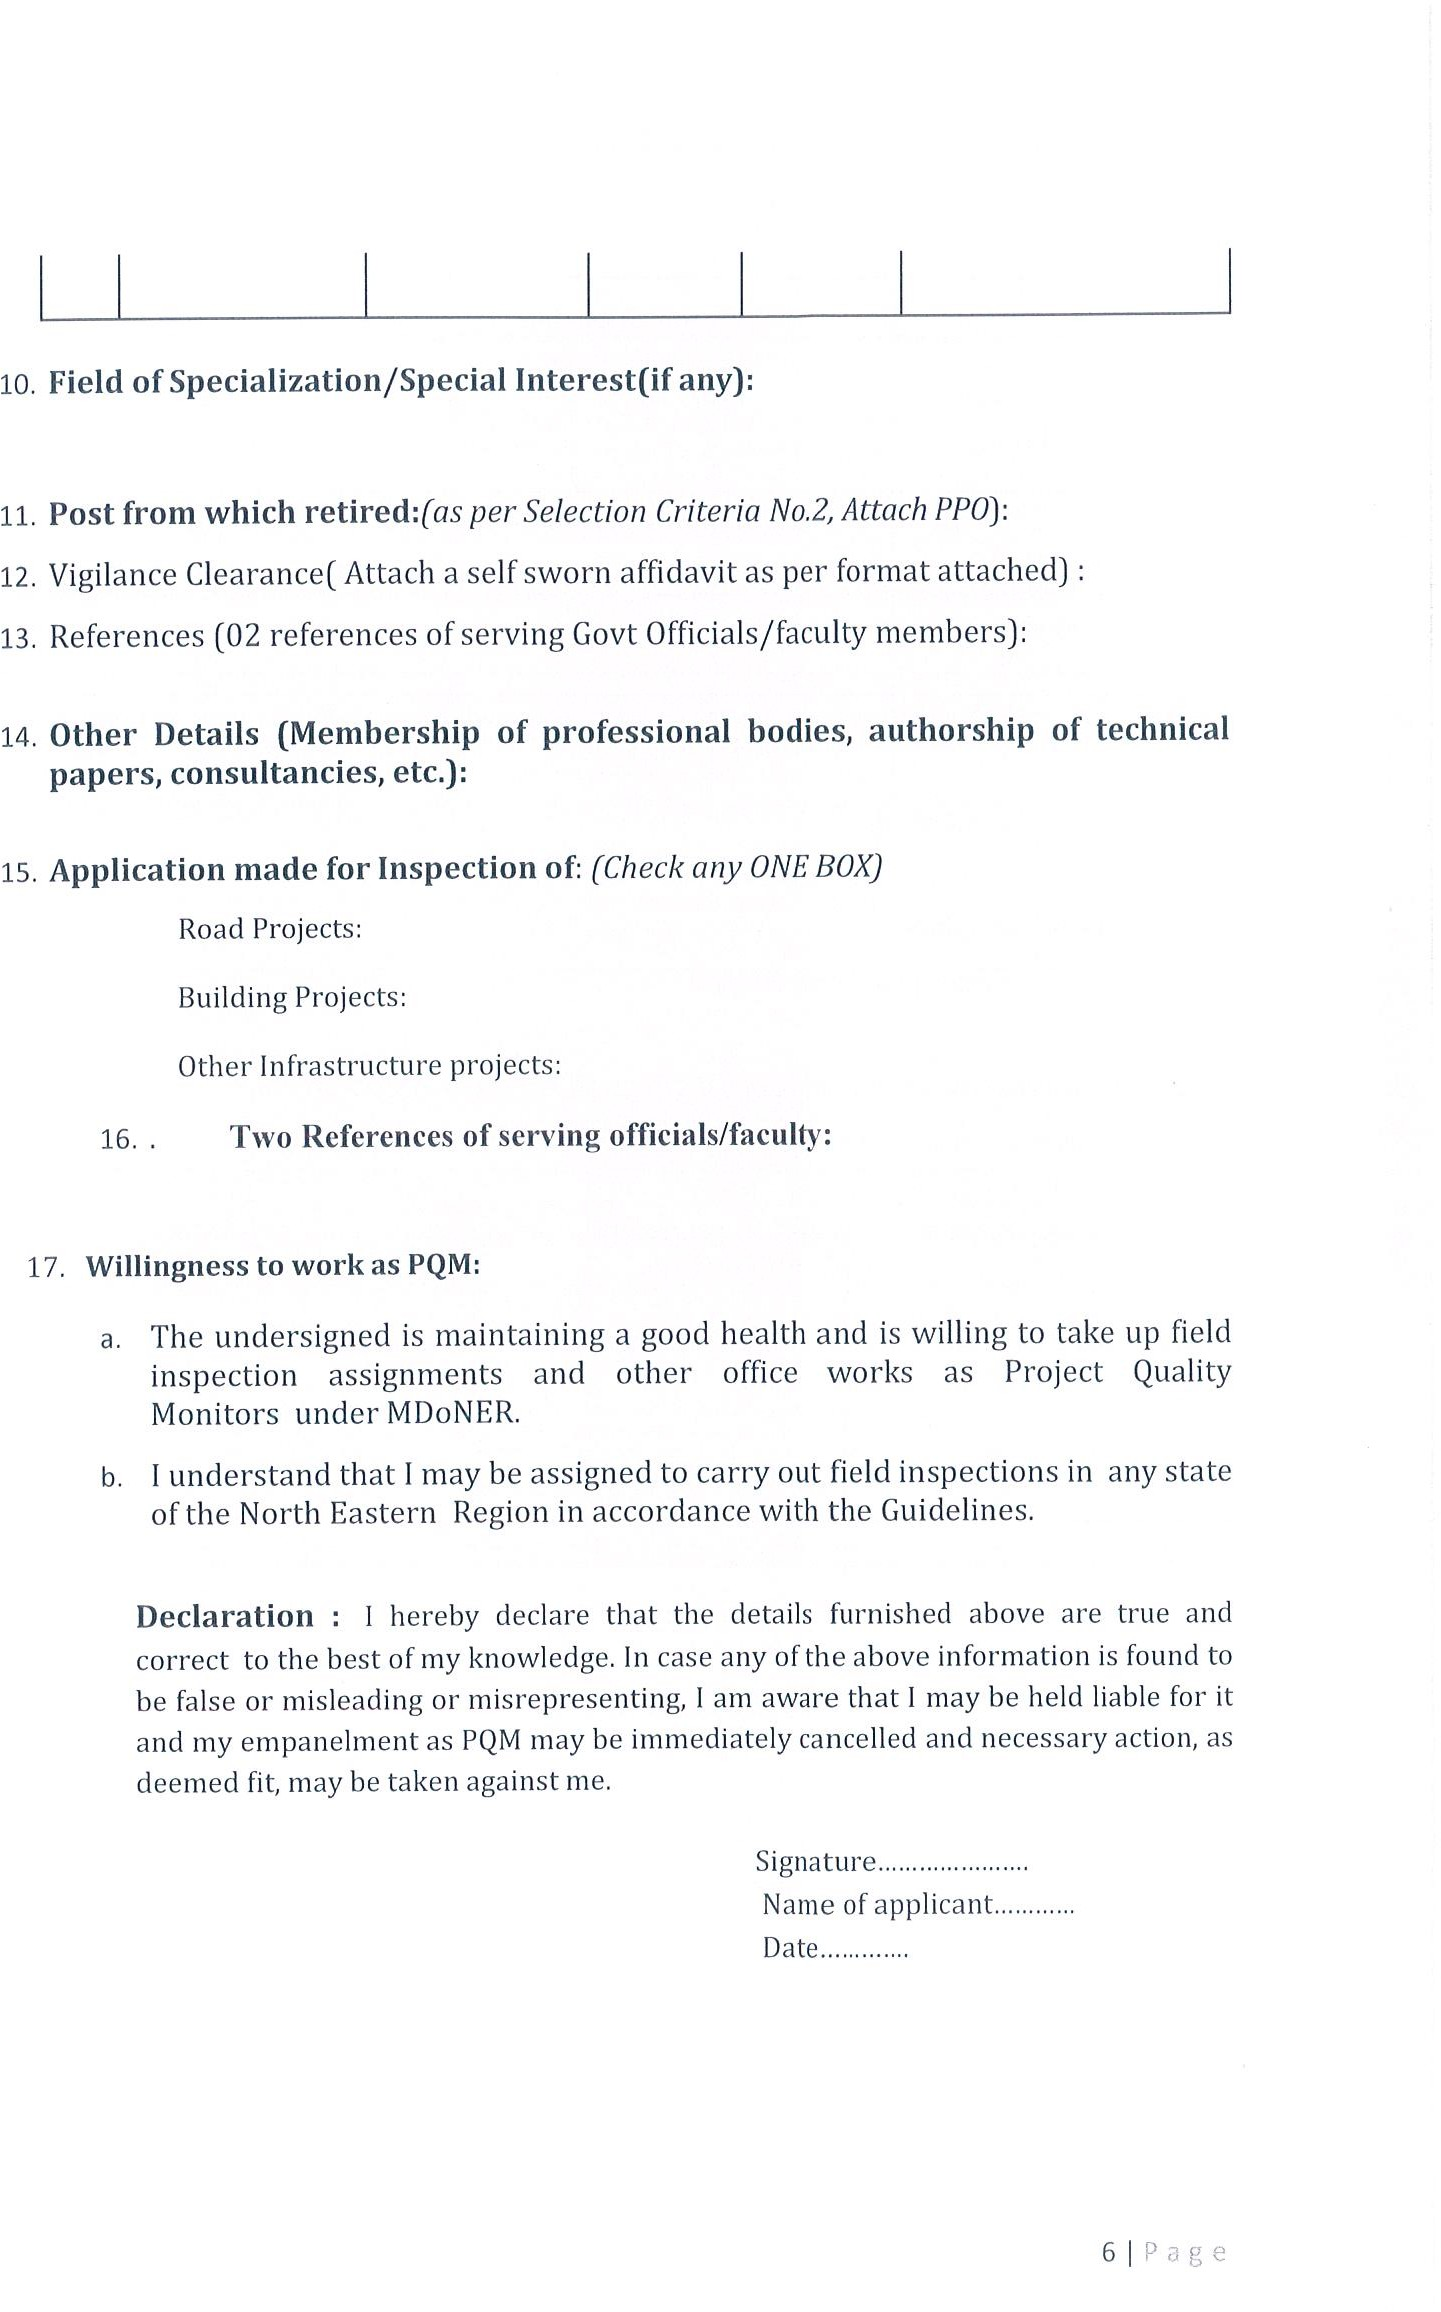 10. Field of Specialization/Special Interest(if any):
11. Post from which retired:(as per Selection Criteria No.2, Attach PPO):
12. Vigilance Clearance( Attach a self sworn affidavit as per format attached) :
13. References (02 references of serving Govt Officials/faculty members):
14. Other Details (Membership of professional bodies, authorship of technical
papers, consultancies, etc.):
15. Application made for Inspection of: (Check any ONE BOX)
Road Projects:
Building Projects:
Other Infrastructure projects:
16. . Two References of serving officials/faculty:
17. Willingness to work as PQM:
a. The undersigned is maintaining a good health and is willing to take up field
inspection assignments and other office works as Project Quality
Monitors under MDoNER.
b. I understand that I may be assigned to carry out field inspections in any state
of the North Eastern Region in accordance with the Guidelines.
Declaration : I hereby declare that the details furnished above are true and
correct to the best of my knowledge. In case any of the above information is found to
be false or misleading or misrepresenting, I am aware that I may be held liable for it
and my empanelment as PQM may be immediately cancelled and necessary action, as
deemed fit, may be taken against me.
Signature......................
Name of applicant............
Date.............
6 | Page